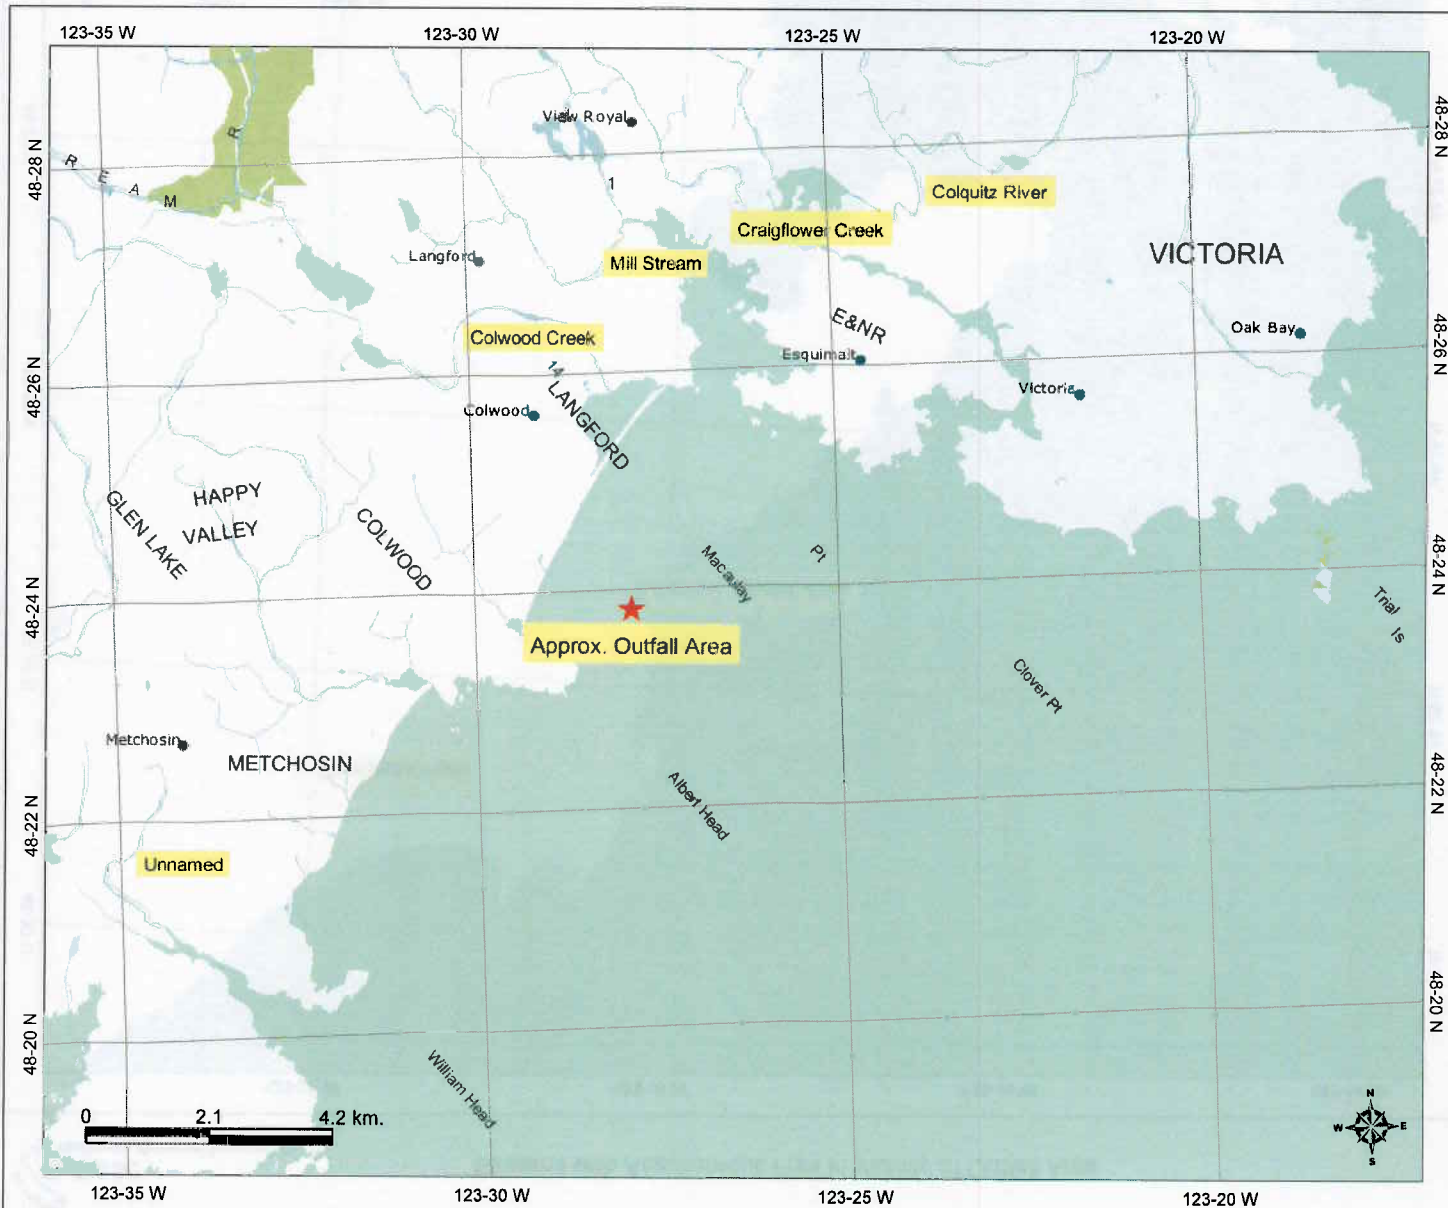 123-35 W
123-30 W
123-25 W
123-20 W
48-28 N
48-28 N
View Royal
1
R
R
E
A
M
Colquitz River
Craigflower Creek
VICTORIA
Langford
Mill Stream
E&NR
Oak Bay
Colwood Creek
Esquimalt
48-26 N
48-26 N
14
Victoria
Colwood
LANGFORD
HAPPY
VALLEY
GLEN LAKE
COLWOOD
Macaulay
Pt
48-24 N
48-24 N
Trial
Is
Approx. Outfall Area
Clover Pt
Metchosin
METCHOSIN
Albert Head
48-22 N
48-22 N
Unnamed
48-20 N
48-20 N
William Head
0
2.1
4.2 km.
N
W
E
S
123-35 W
123-30 W
123-25 W
123-20 W